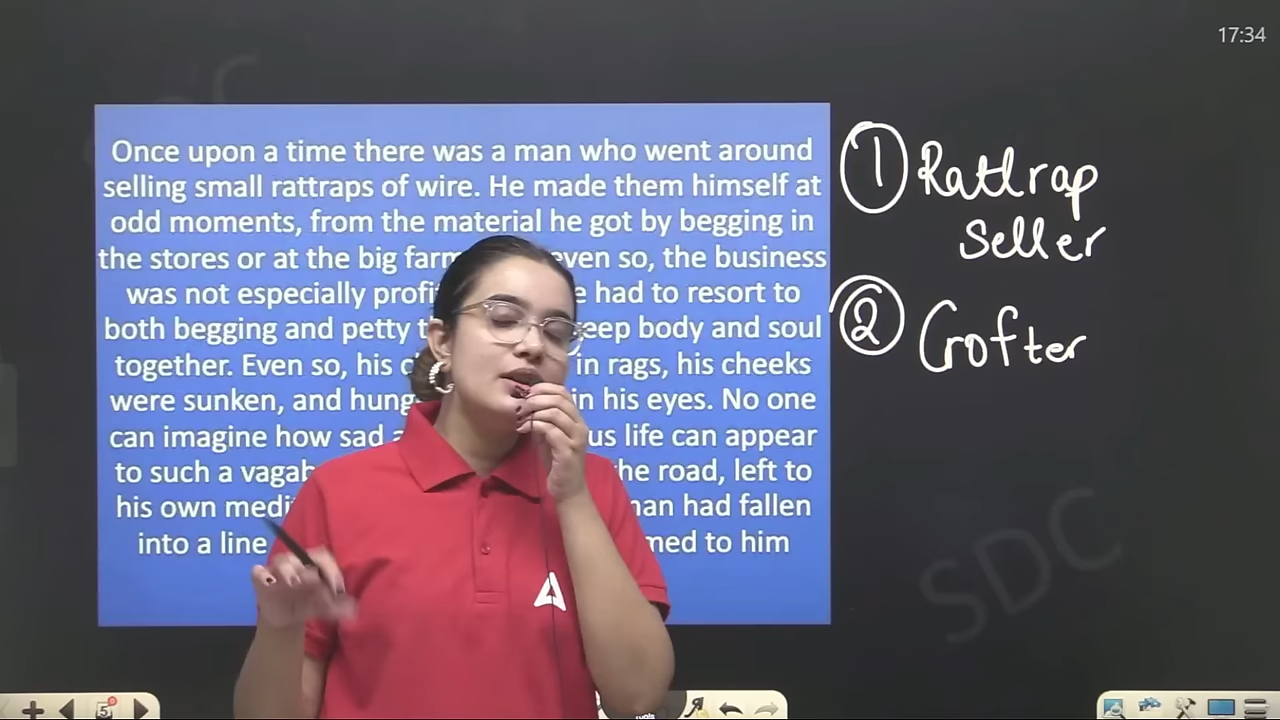 17:34
Once upon a time there was a man who went around
selling small rattraps of wire. He made them himself at
odd moments, from the material he got by begging in
the stores or at the big farm even so, the business
was not especially profi e had to resort to
both begging and petty t eep body and soul
together. Even so, his c in rags, his cheeks
were sunken, and hung in his eyes. No one
can imagine how sad a us life can appear
to such a vagab he road, left to
his own medi man had fallen
into a line med to him
1 Rattrap
Seller
2 Crofter
SDC
5
Tools